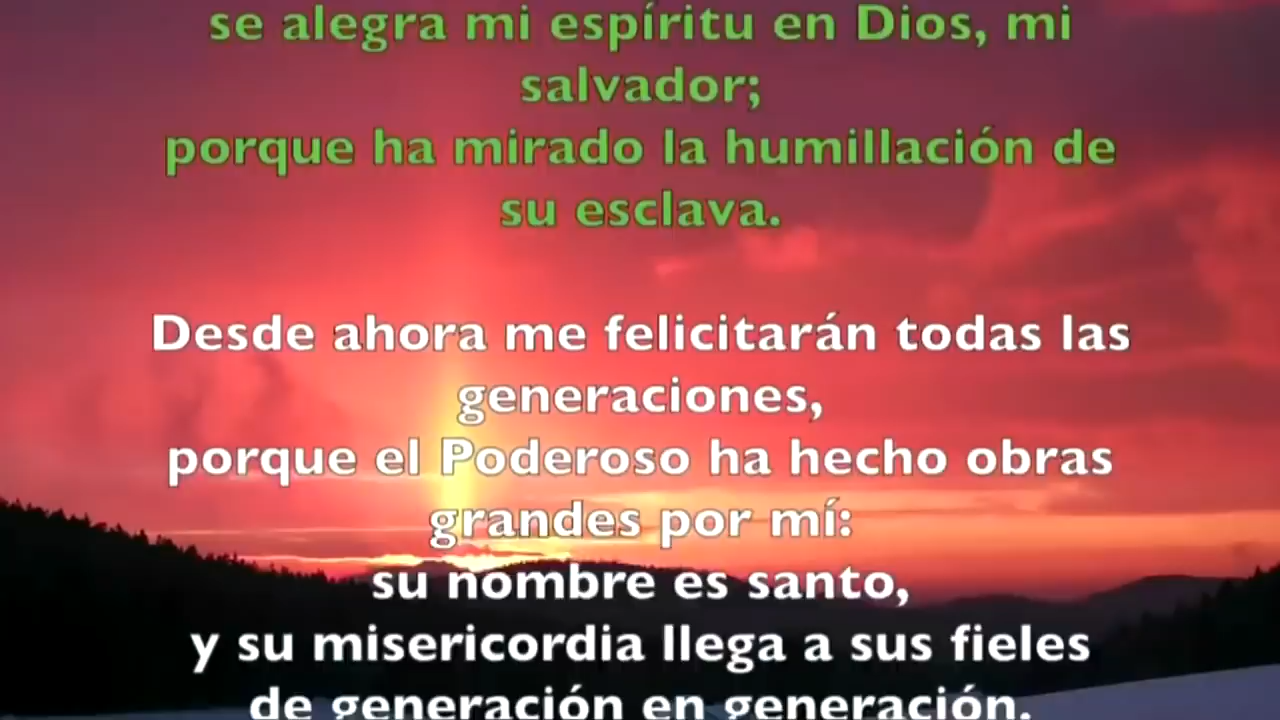 se alegra mi espíritu en Dios, mi
salvador;
porque ha mirado la humillación de
su esclava.
Desde ahora me felicitarán todas las
generaciones,
porque el Poderoso ha hecho obras
grandes por mí:
su nombre es santo,
y su misericordia llega a sus fieles
de generación en generación.